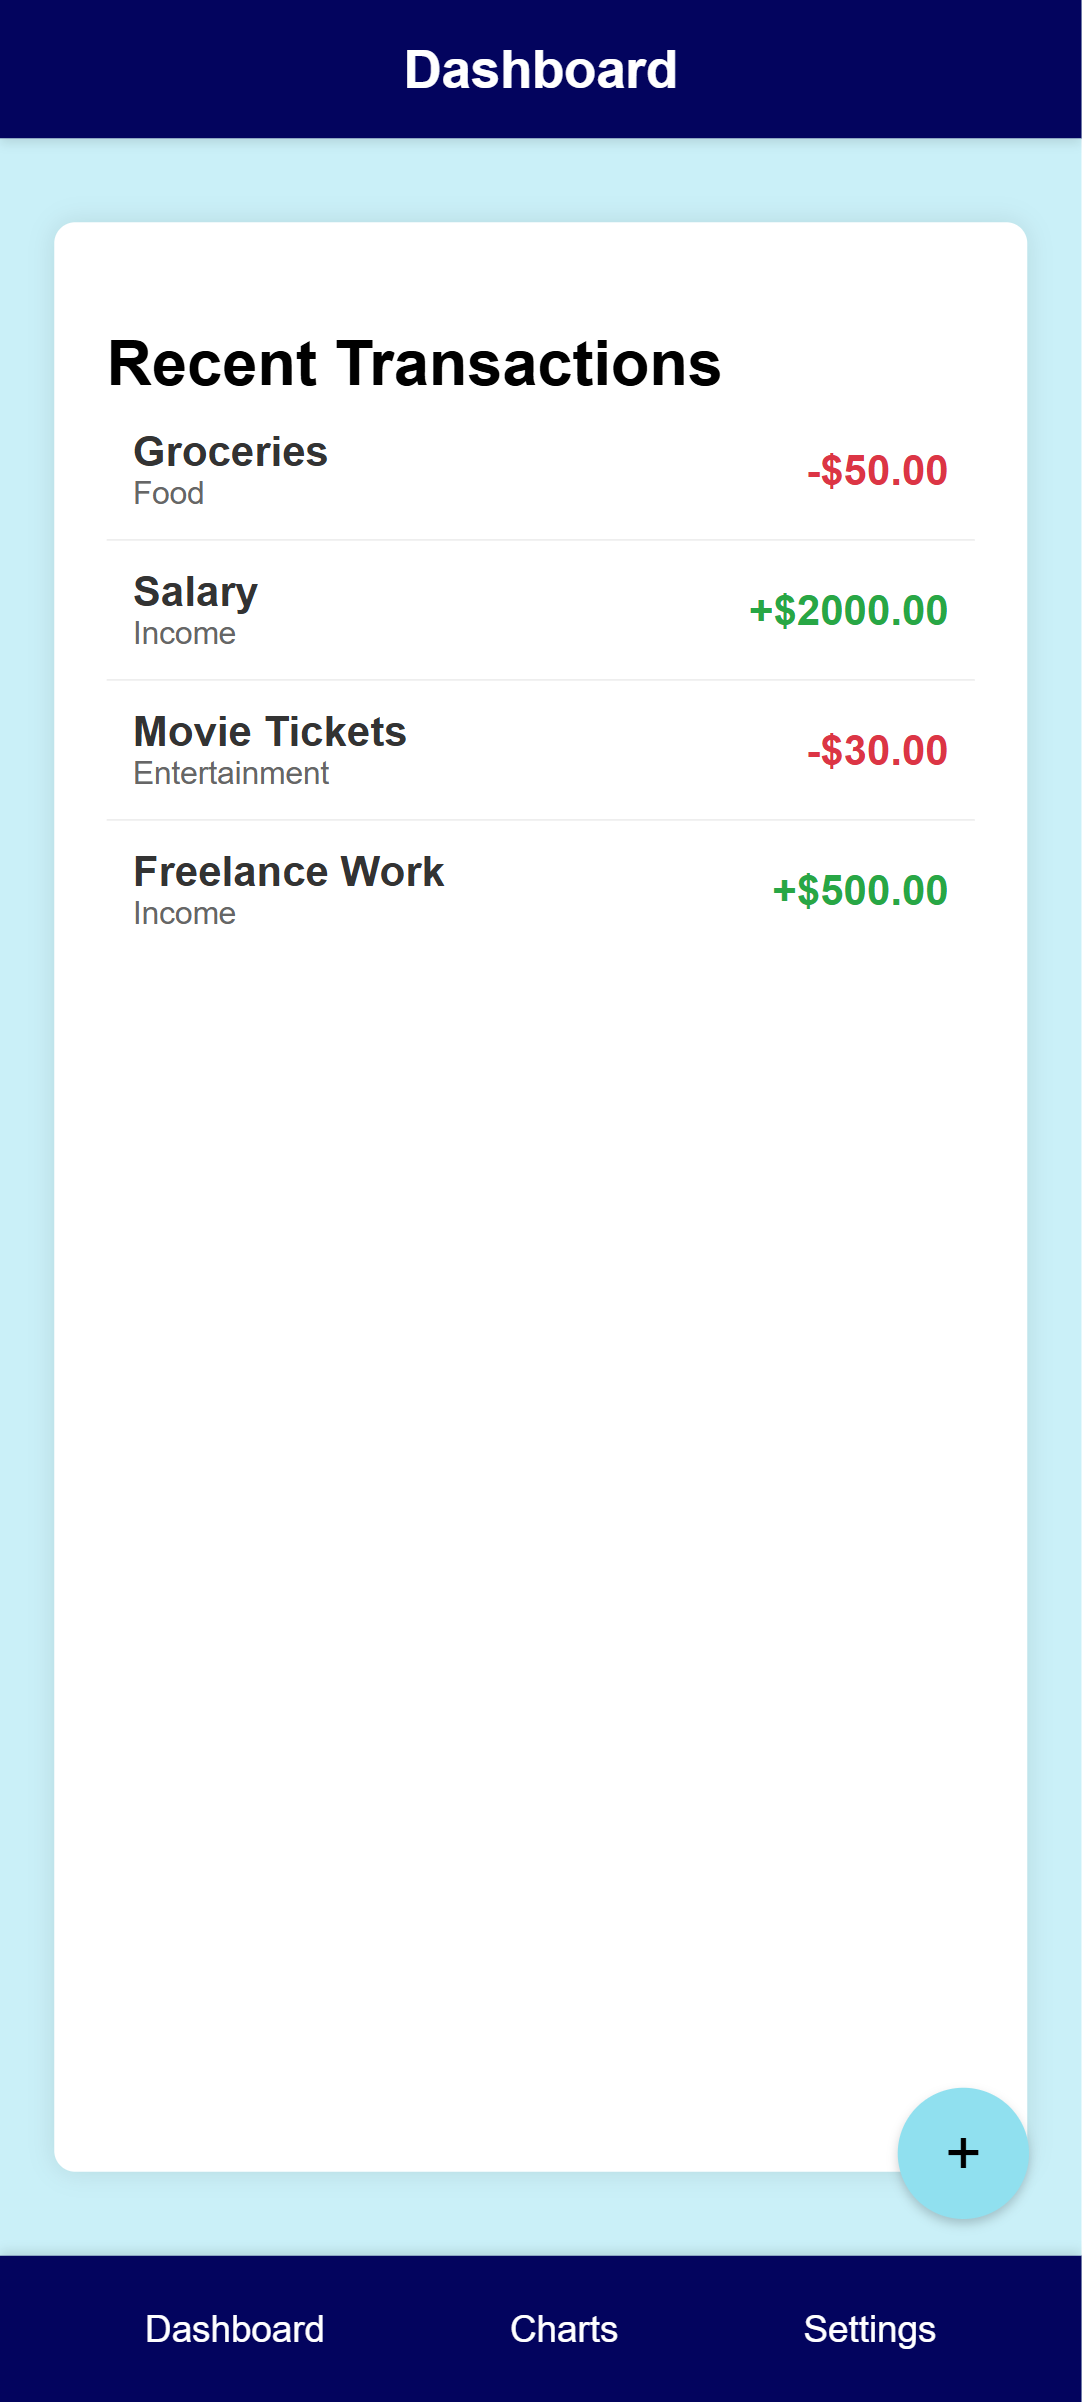 Dashboard
Recent Transactions
Groceries
Food
-$50.00
Salary
Income
+$2000.00
Movie Tickets
Entertainment
-$30.00
Freelance Work
Income
+$500.00
+
Dashboard Charts Settings